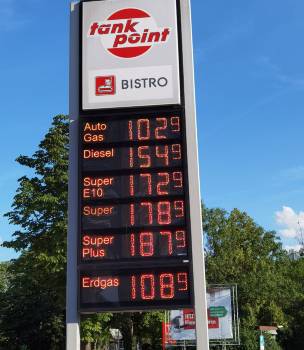 tank
point
BISTRO
Auto
Gas 1029
Diesel 1549
Super
E10 1729
Super 1789
Super
Plus 1879
Erdgas 1089